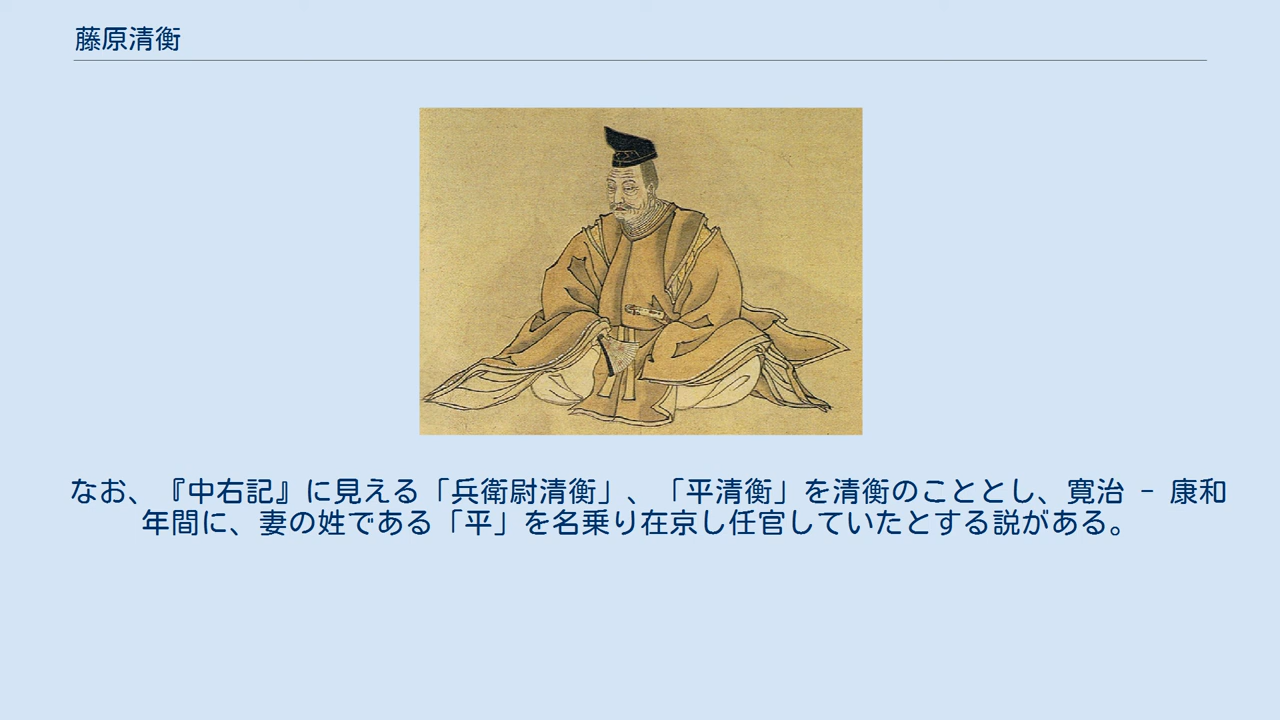 藤原清衡
なお、『中右記』に見える「兵衛尉清衡」、「平清衡」を清衡のこととし、寛治 - 康和
年間に、妻の姓である「平」を名乗り在京し任官していたとする説がある。